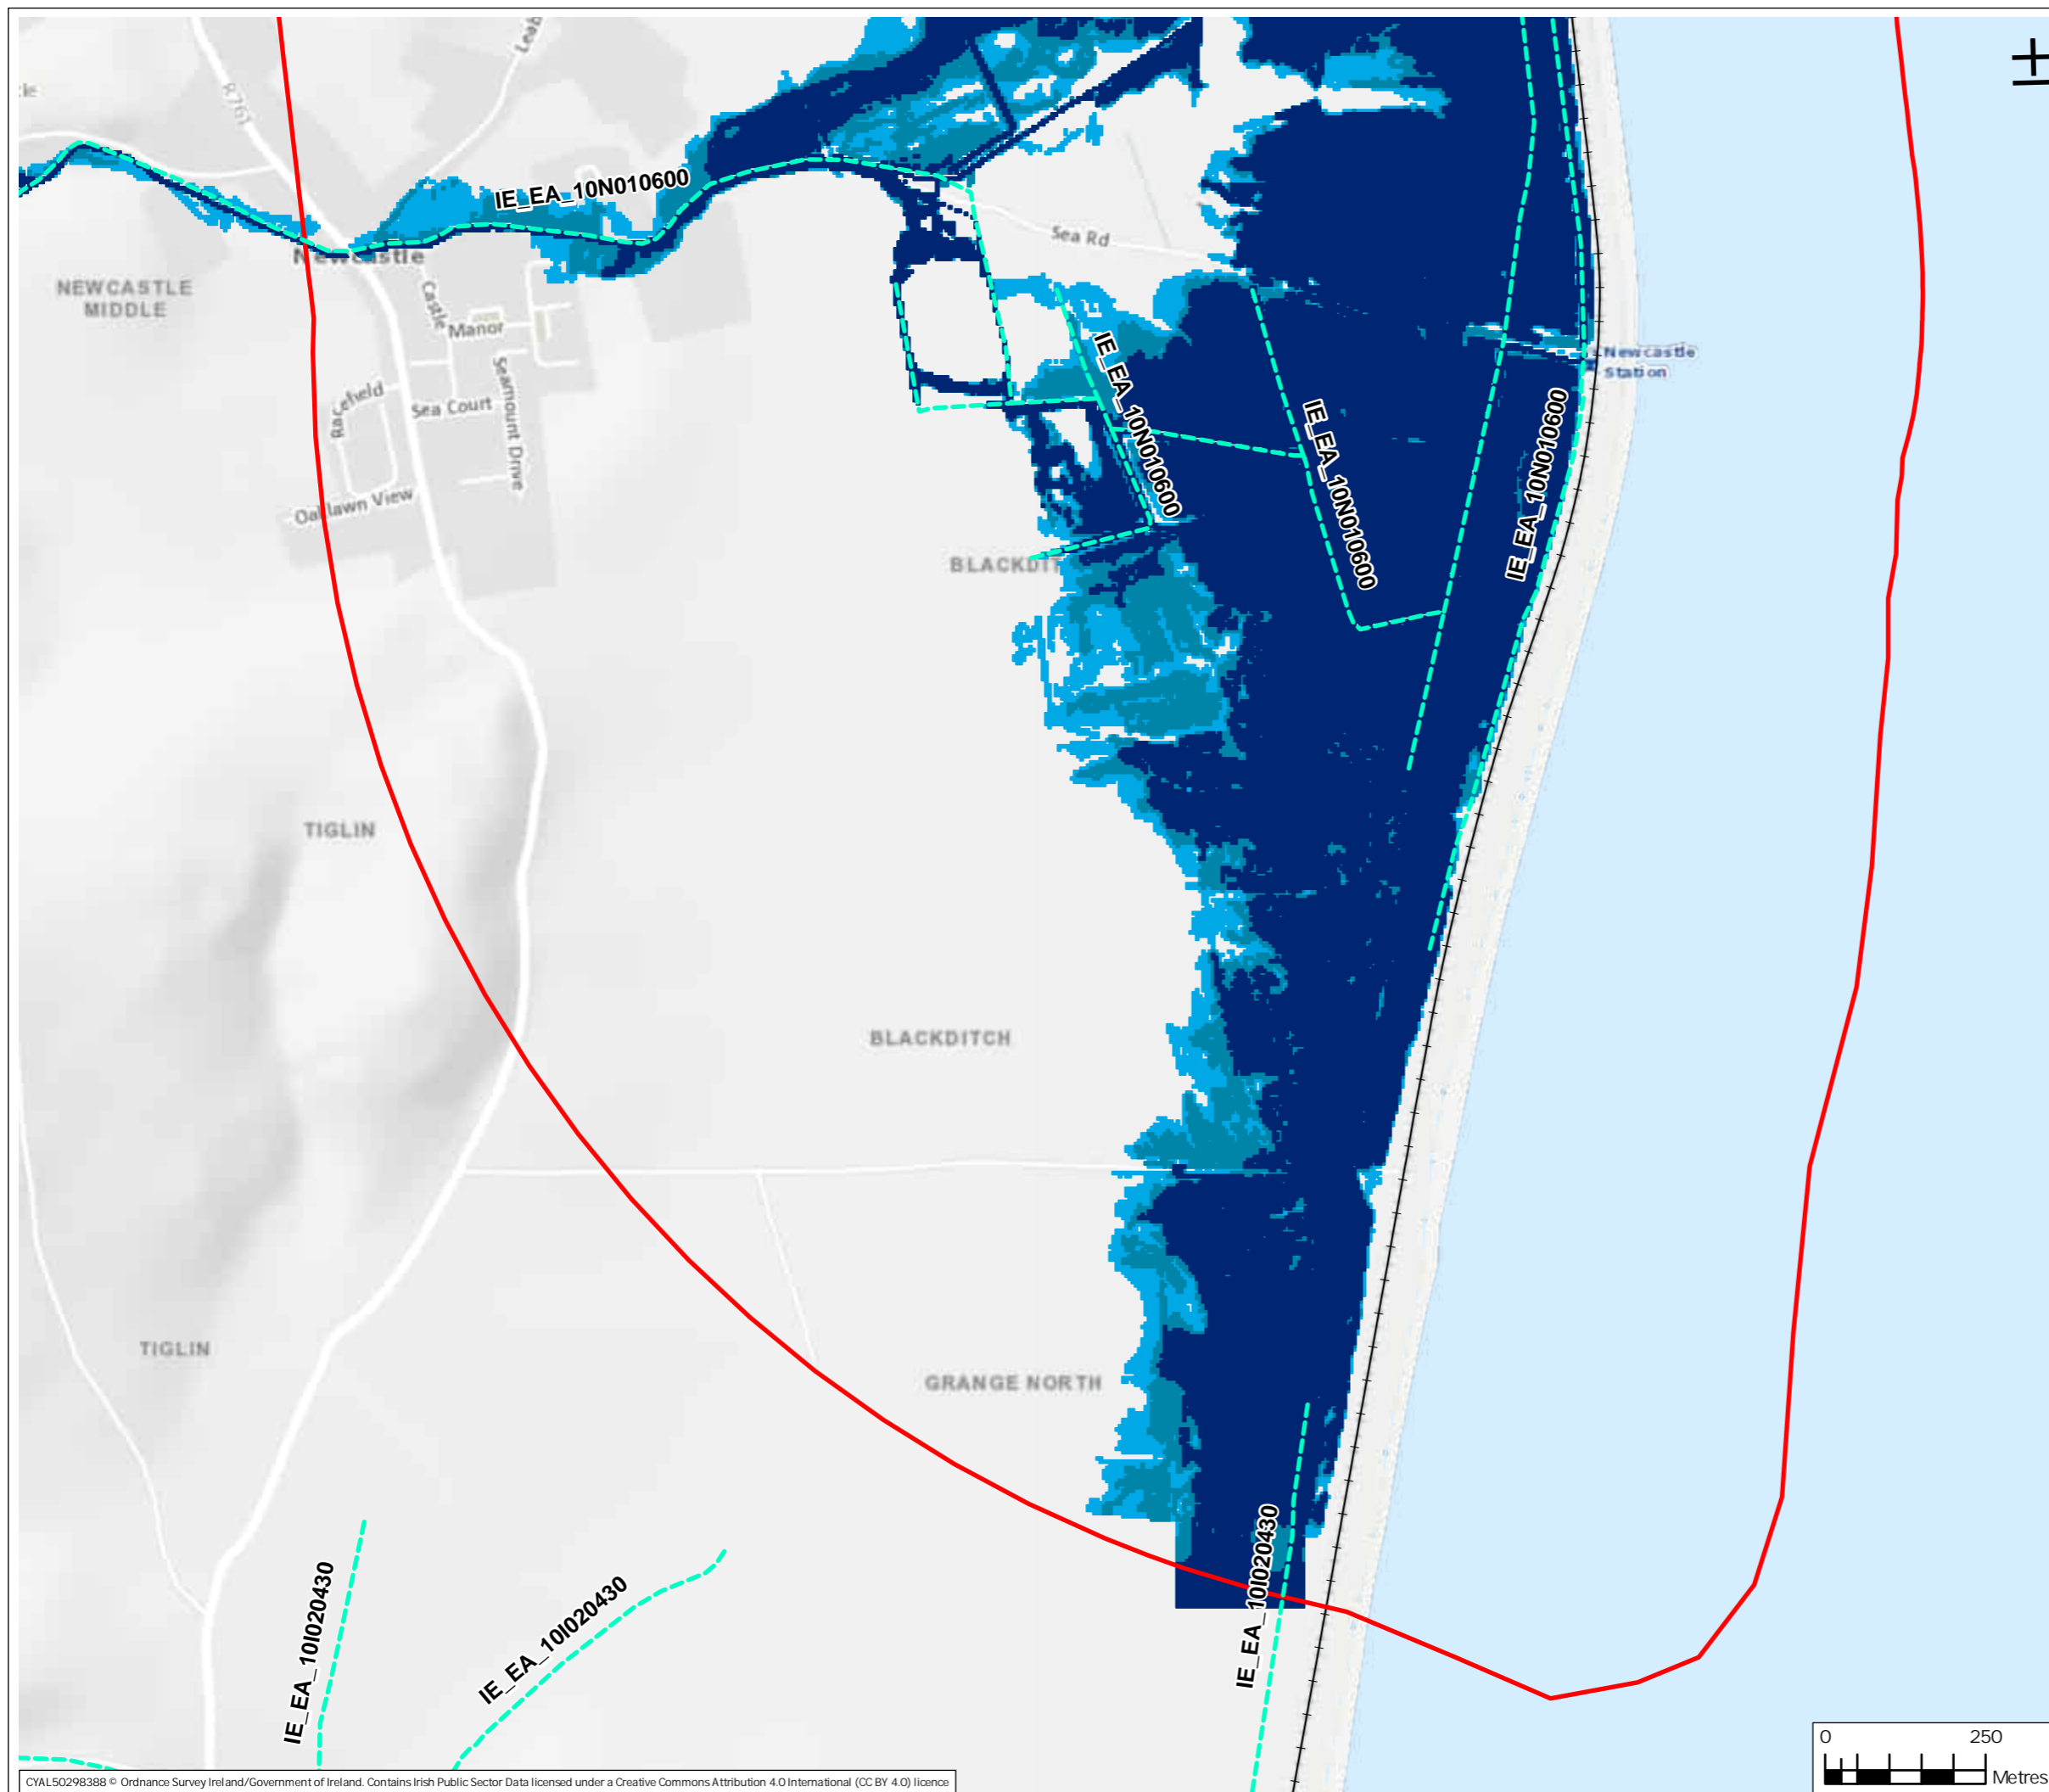 R761
IE_EA_10N010600
Sea Rd
Newcastle
NEWCASTLE
MIDDLE
Castle
Manor
Newcastle
Station
IE_EA_10N010600
Racefield
Sea Court
Seamount Drive
IE_EA_10N010600
IE_EA_10N010600
Oaklawn View
BLACKDIT
TIGLIN
BLACKDITCH
TIGLIN
GRANGE NORTH
IE_EA_10I020430
IE_EA_10I020430
IE_EA_10I020430
0 250
Metres
CYAL50298388 © Ordnance Survey Ireland/Government of Ireland. Contains Irish Public Sector Data licensed under a Creative Commons Attribution 4.0 International (CC BY 4.0) licence